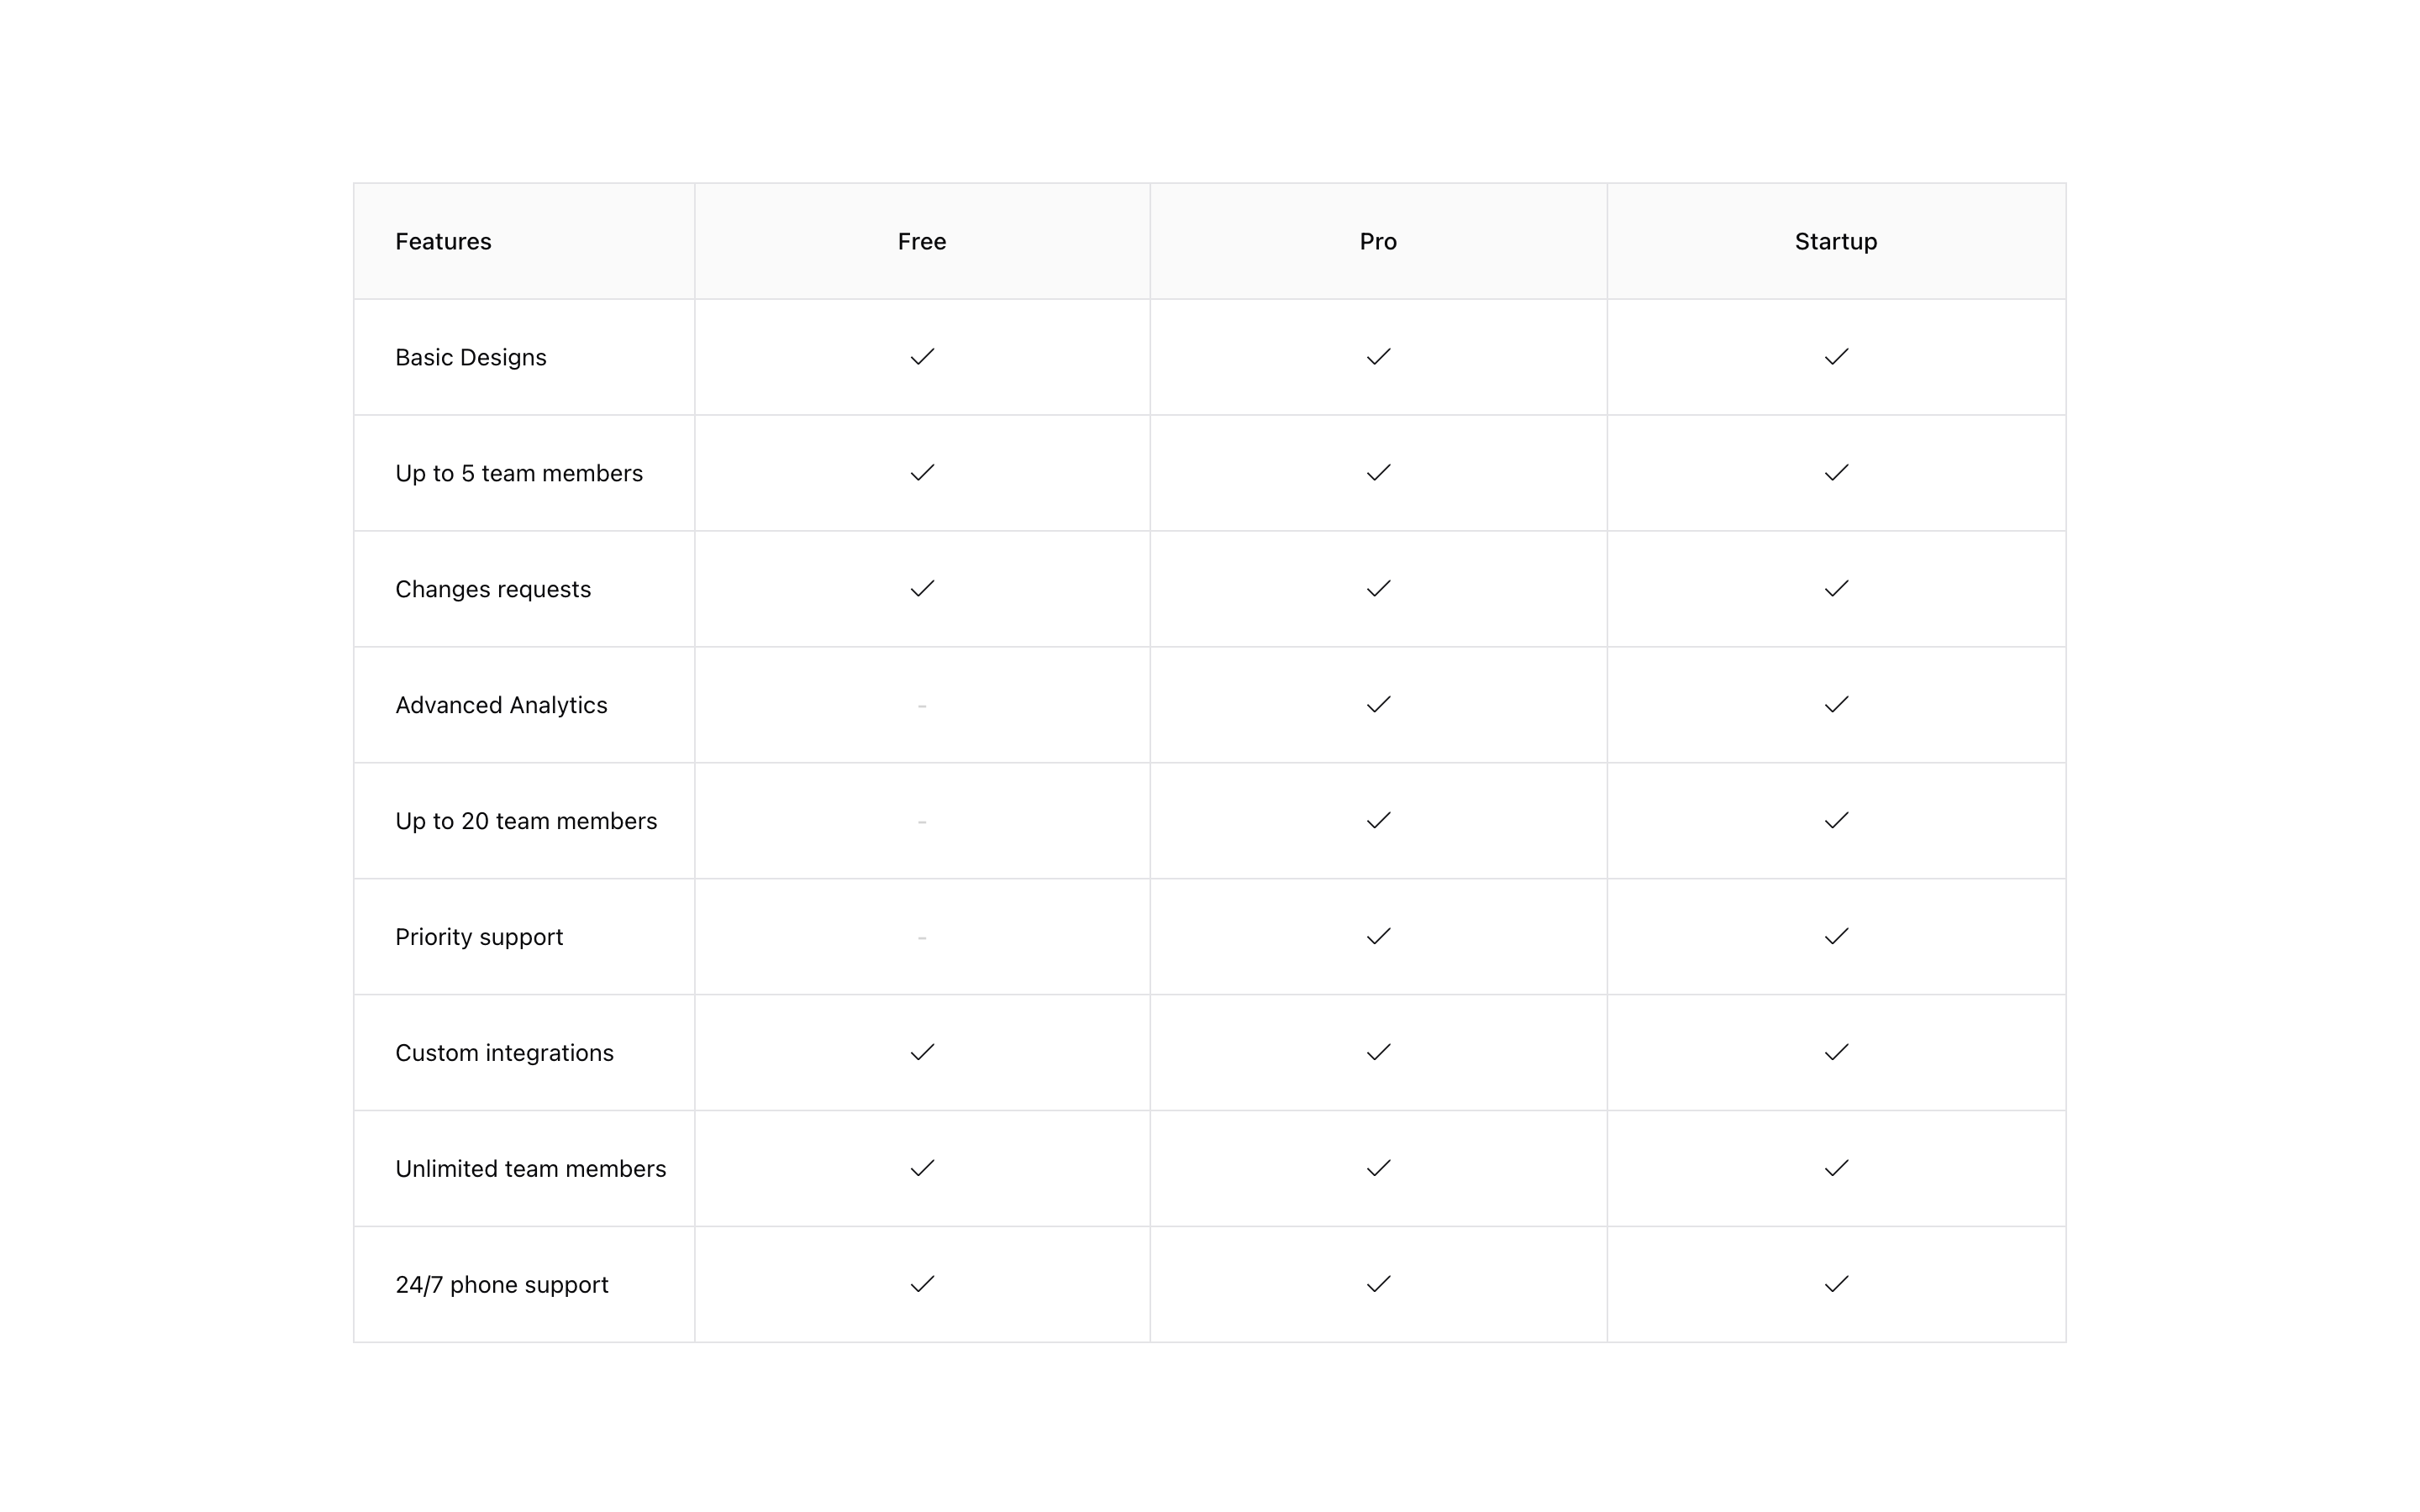 Features Free Pro Startup
Basic Designs ✓ ✓ ✓
Up to 5 team members ✓ ✓ ✓
Changes requests ✓ ✓ ✓
Advanced Analytics - ✓ ✓
Up to 20 team members - ✓ ✓
Priority support - ✓ ✓
Custom integrations ✓ ✓ ✓
Unlimited team members ✓ ✓ ✓
24/7 phone support ✓ ✓ ✓